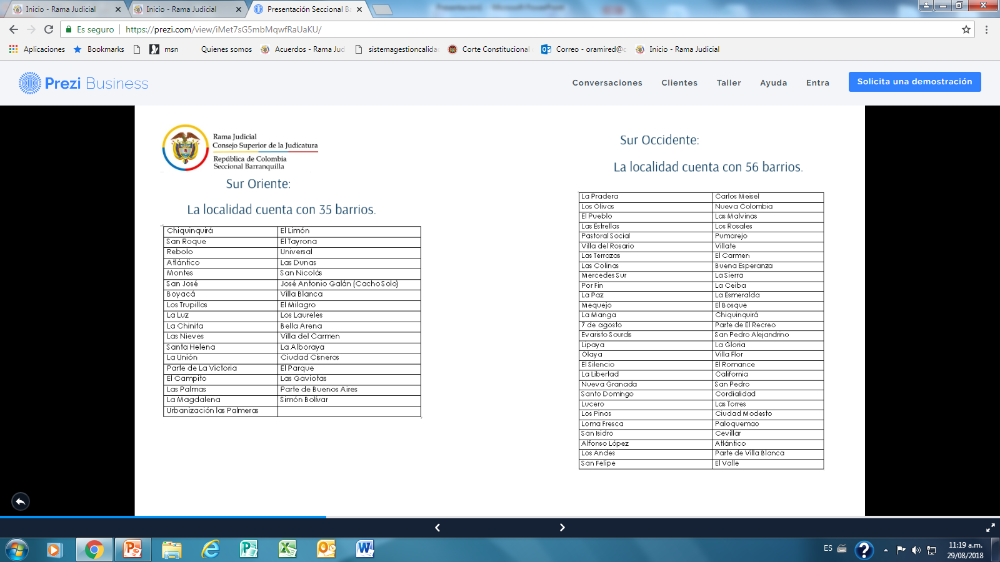 Inicio - Rama Judicial
Inicio - Rama Judicial
Presentación Seccional Ba
Es seguro
https://prezi.com/view/iMet7sG5mbMqwfRaUaKU/
Aplicaciones
Bookmarks
msn
Quienes somos
Acuerdos - Rama Jud
sistemagestioncalida
Corte Constitucional
Correo - oramired@c
Inicio - Rama Judicial
Prezi Business
Conversaciones
Clientes
Taller
Ayuda
Entra
Solicita una demostración
Rama Judicial
Consejo Superior de la Judicatura
República de Colombia
Seccional Barranquilla
Sur Oriente:
La localidad cuenta con 35 barrios.
Chiquinquirá El Limón
San Roque El Tayrona
Rebolo Universal
Atlántico Las Dunas
Montes San Nicolás
San José José Antonio Galán (Cacho Solo)
Boyacá Villa Blanca
Los Trupillos El Milagro
La Luz Los Laureles
La Chinita Bella Arena
Las Nieves Villa del Carmen
Santa Helena La Alboraya
La Unión Ciudad Cisneros
Parte de La Victoria El Parque
El Campito Las Gaviotas
Las Palmas Parte de Buenos Aires
La Magdalena Simón Bolívar
Urbanización las Palmeras
Sur Occidente:
La localidad cuenta con 56 barrios.
La Pradera Carlos Meisel
Los Olivos Nueva Colombia
El Pueblo Las Malvinas
Las Estrellas Los Rosales
Pastoral Social Pumarejo
Villa del Rosario Villate
Las Terrazas El Carmen
Las Colinas Buena Esperanza
Mercedes Sur La Sierra
Por Fin La Ceiba
La Paz La Esmeralda
Mequejo El Bosque
La Manga Chiquinquirá
7 de agosto Parte de El Recreo
Evaristo Sourdis San Pedro Alejandrino
Lipaya La Gloria
Olaya Villa Flor
El Silencio El Romance
La Libertad California
Nueva Granada San Pedro
Santo Domingo Cordialidad
Lucero Las Torres
Los Pinos Ciudad Modesto
Loma Fresca Paloquemao
San Isidro Cevillar
Alfonso López Atlántico
Los Andes Parte de Villa Blanca
San Felipe El Valle
ES
11:19 a.m.
29/08/2018